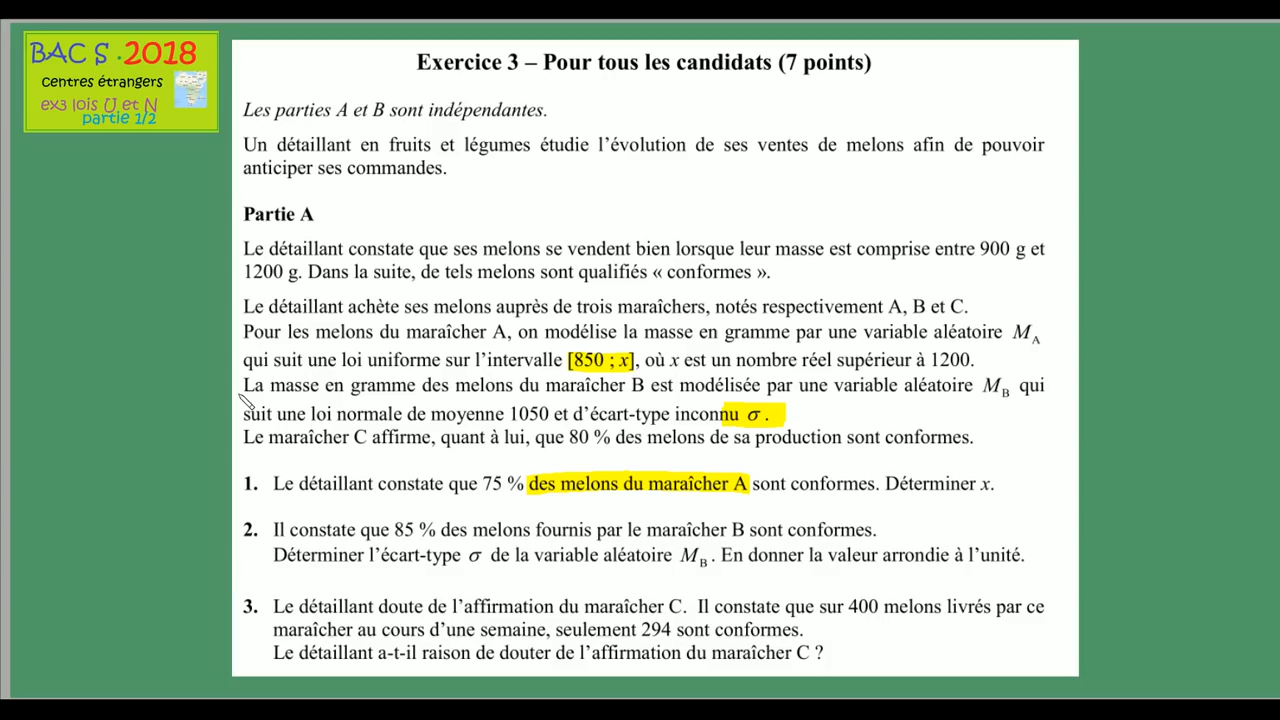 BAC S . 2018
Centres étrangers
ex3 lois U et N
partie 1/2
Exercice 3 – Pour tous les candidats (7 points)
Les parties A et B sont indépendantes.
Un détaillant en fruits et légumes étudie l’évolution de ses ventes de melons afin de pouvoir
anticiper ses commandes.
Partie A
Le détaillant constate que ses melons se vendent bien lorsque leur masse est comprise entre 900 g et
1200 g. Dans la suite, de tels melons sont qualifiés « conformes ».
Le détaillant achète ses melons auprès de trois maraîchers, notés respectivement A, B et C.
Pour les melons du maraîcher A, on modélise la masse en gramme par une variable aléatoire M_A
qui suit une loi uniforme sur l’intervalle [850 ; x], où x est un nombre réel supérieur à 1200.
La masse en gramme des melons du maraîcher B est modélisée par une variable aléatoire M_B qui
suit une loi normale de moyenne 1050 et d’écart-type inconnu σ.
Le maraîcher C affirme, quant à lui, que 80 % des melons de sa production sont conformes.
1. Le détaillant constate que 75 % des melons du maraîcher A sont conformes. Déterminer x.
2. Il constate que 85 % des melons fournis par le maraîcher B sont conformes.
Déterminer l’écart-type σ de la variable aléatoire M_B. En donner la valeur arrondie à l’unité.
3. Le détaillant doute de l’affirmation du maraîcher C. Il constate que sur 400 melons livrés par ce
maraîcher au cours d’une semaine, seulement 294 sont conformes.
Le détaillant a-t-il raison de douter de l’affirmation du maraîcher C ?